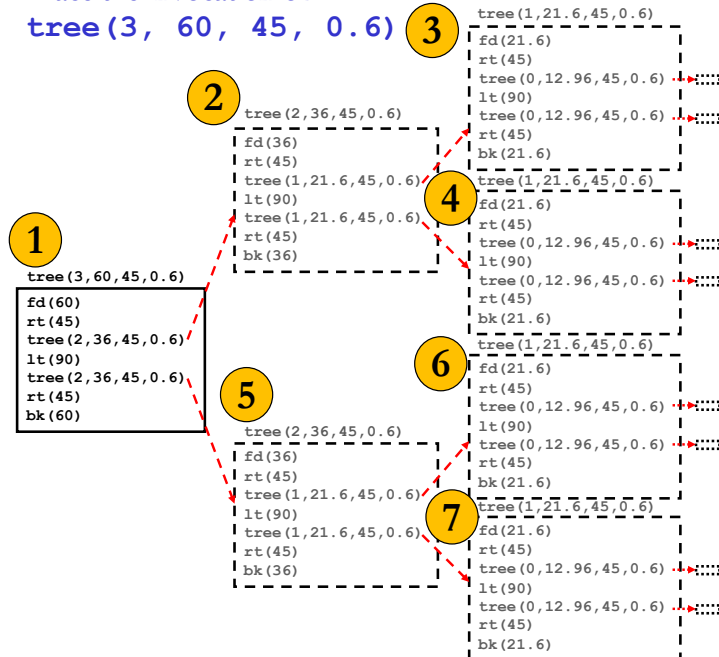 tree(3, 60, 45, 0.6)
1
tree(3,60,45,0.6)
fd(60)
rt(45)
tree(2,36,45,0.6)
lt(90)
tree(2,36,45,0.6)
rt(45)
bk(60)
2
tree(2,36,45,0.6)
fd(36)
rt(45)
tree(1,21.6,45,0.6)
lt(90)
tree(1,21.6,45,0.6)
rt(45)
bk(36)
3
tree(1,21.6,45,0.6)
fd(21.6)
rt(45)
tree(0,12.96,45,0.6)
lt(90)
tree(0,12.96,45,0.6)
rt(45)
bk(21.6)
4
tree(1,21.6,45,0.6)
fd(21.6)
rt(45)
tree(0,12.96,45,0.6)
lt(90)
tree(0,12.96,45,0.6)
rt(45)
bk(21.6)
5
tree(2,36,45,0.6)
fd(36)
rt(45)
tree(1,21.6,45,0.6)
lt(90)
tree(1,21.6,45,0.6)
rt(45)
bk(36)
6
tree(1,21.6,45,0.6)
fd(21.6)
rt(45)
tree(0,12.96,45,0.6)
lt(90)
tree(0,12.96,45,0.6)
rt(45)
bk(21.6)
7
tree(1,21.6,45,0.6)
fd(21.6)
rt(45)
tree(0,12.96,45,0.6)
lt(90)
tree(0,12.96,45,0.6)
rt(45)
bk(21.6)